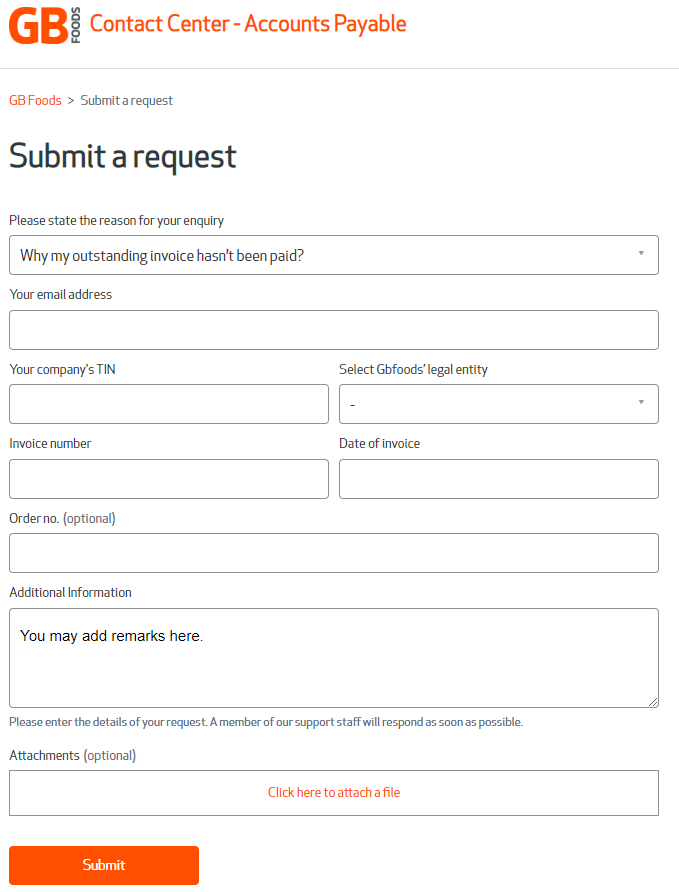 GB FOODS Contact Center - Accounts Payable
GB Foods > Submit a request
Submit a request
Please state the reason for your enquiry
Why my outstanding invoice hasn't been paid?
Your email address
Your company's TIN
Select Gbfoods' legal entity
-
Invoice number
Date of invoice
Order no. (optional)
Additional Information
You may add remarks here.
Please enter the details of your request. A member of our support staff will respond as soon as possible.
Attachments (optional)
Click here to attach a file
Submit